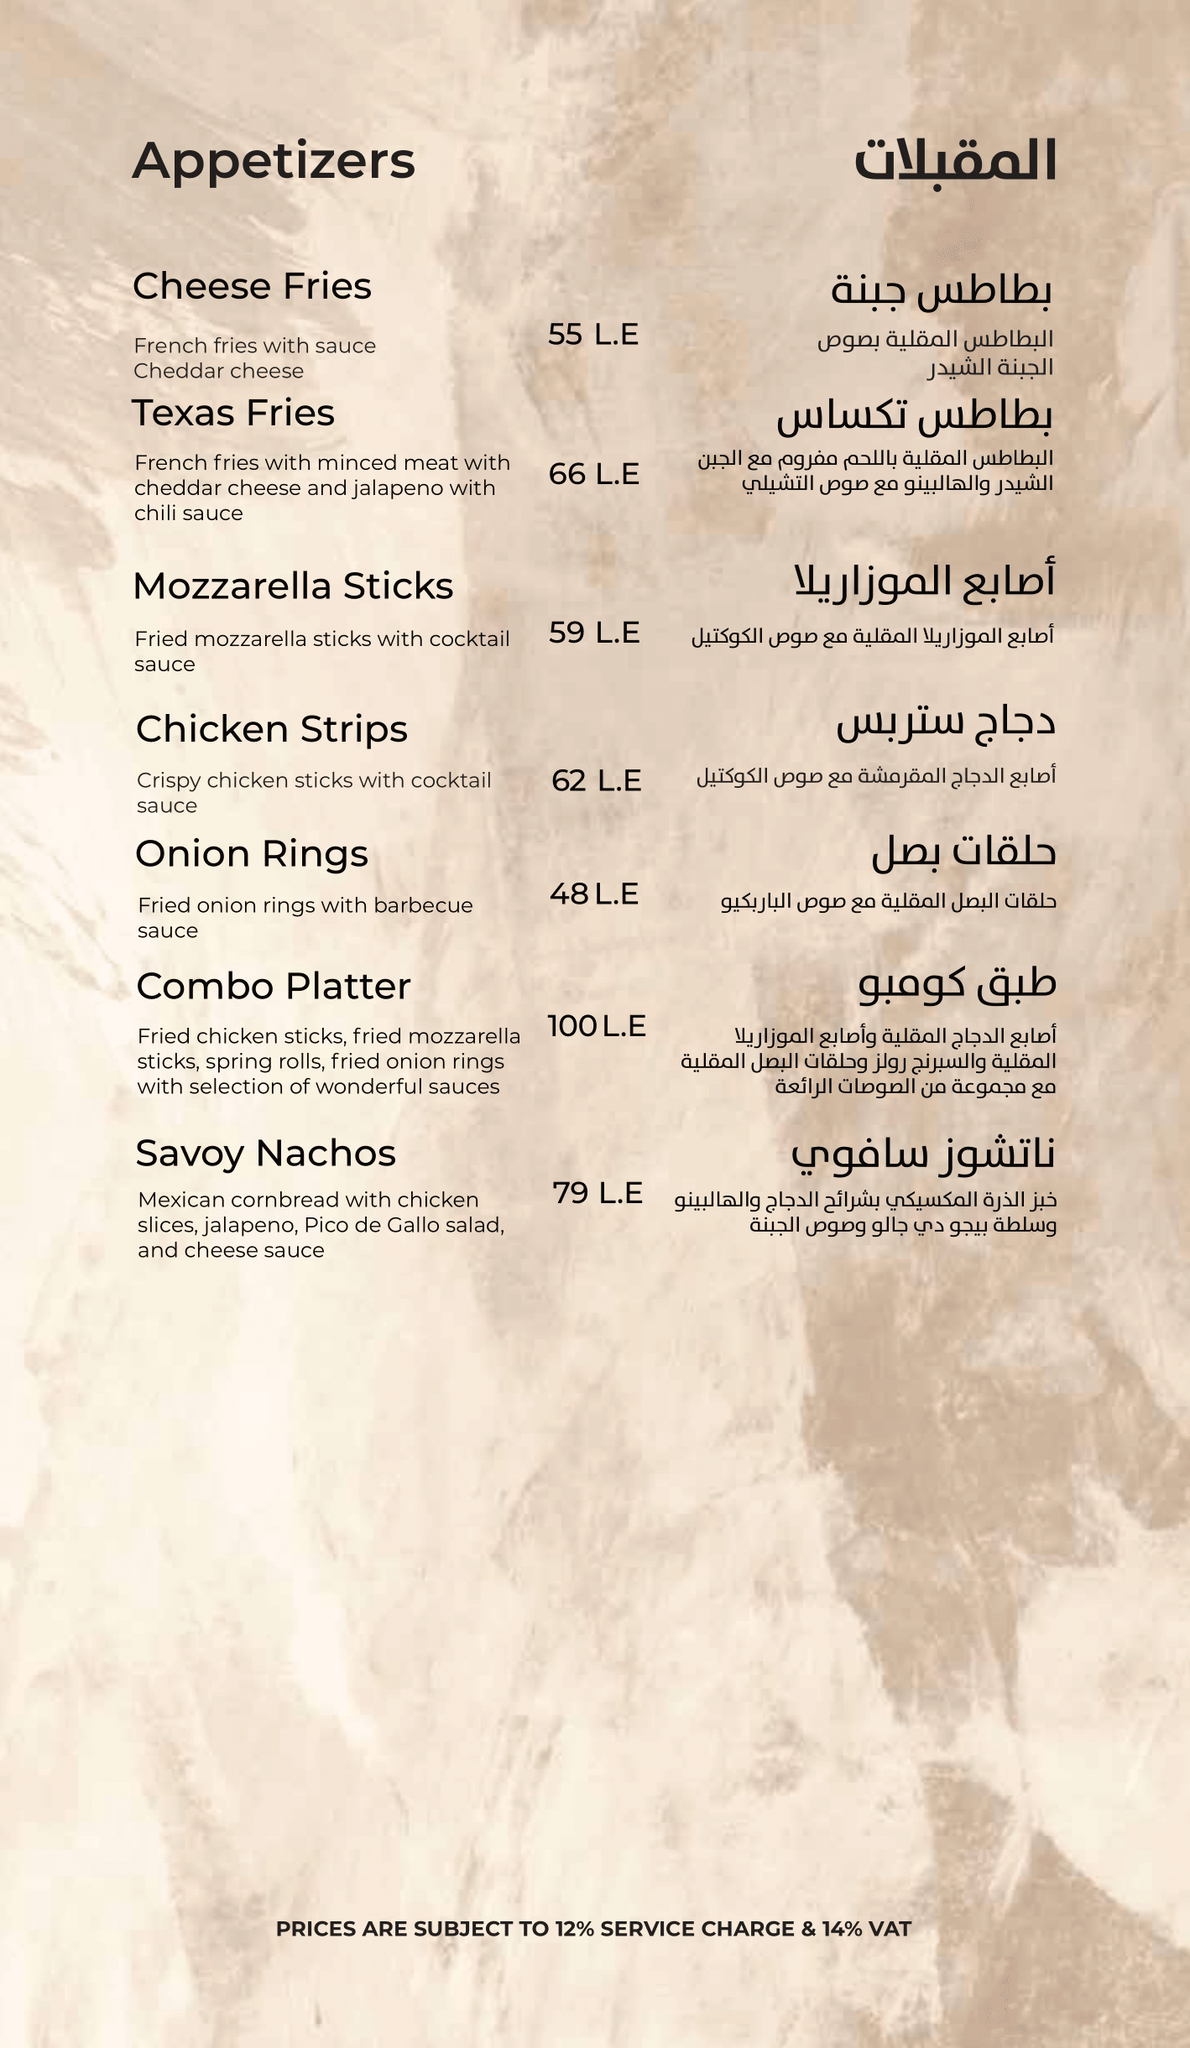 Appetizers
المقبلات
Cheese Fries
بطاطس جبنة
French fries with sauce
Cheddar cheese
55 L.E
البطاطس المقلية بصوص
الجبنة الشيدر
Texas Fries
بطاطس تكساس
French fries with minced meat with
cheddar cheese and jalapeno with
chili sauce
66 L.E
البطاطس المقلية باللحم مفروم مع الجبن
الشيدر والهالبينو مع صوص التشيلي
Mozzarella Sticks
أصابع الموزاريلا
Fried mozzarella sticks with cocktail
sauce
59 L.E
أصابع الموزاريلا المقلية مع صوص الكوكتيل
Chicken Strips
دجاج ستربس
Crispy chicken sticks with cocktail
sauce
62 L.E
أصابع الدجاج المقرمشة مع صوص الكوكتيل
Onion Rings
حلقات بصل
Fried onion rings with barbecue
sauce
48 L.E
حلقات البصل المقلية مع صوص الباربكيو
Combo Platter
طبق كومبو
Fried chicken sticks, fried mozzarella
sticks, spring rolls, fried onion rings
with selection of wonderful sauces
100 L.E
أصابع الدجاج المقلية وأصابع الموزاريلا
المقلية والسبرنج رولز وحلقات البصل المقلية
مع مجموعة من الصوصات الرائعة
Savoy Nachos
ناتشوز سافوي
Mexican cornbread with chicken
slices, jalapeno, Pico de Gallo salad,
and cheese sauce
79 L.E
خبز الذرة المكسيكي بشرائح الدجاج والهالبينو
وسلطة بيجو دي جالو وصوص الجبنة
PRICES ARE SUBJECT TO 12% SERVICE CHARGE & 14% VAT